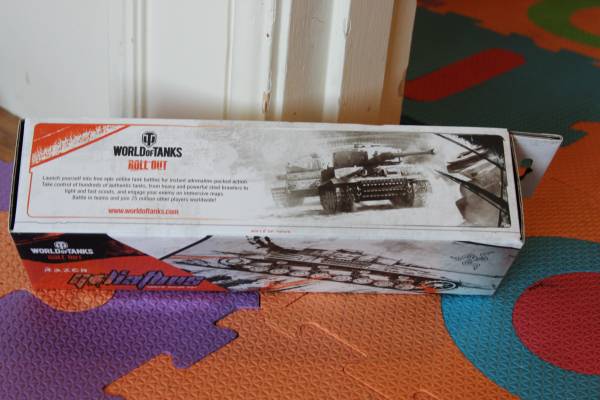 WORLD OF TANKS
ROLL OUT
Launch yourself into free epic online tank battles for instant adrenaline packed action.
Take control of hundreds of authentic tanks, from heavy and powerful steel brawlers to
light and fast scouts, and engage your enemy on immersive maps.
Battle in teams and join 75 million other players worldwide!
www.worldoftanks.com
WORLD OF TANKS
ROLL OUT
RAZER
Goliathus